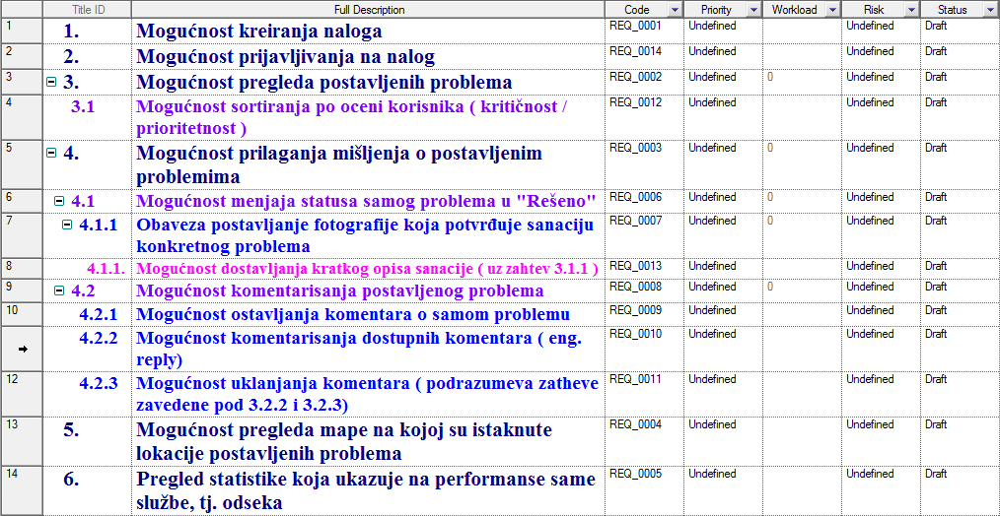 Title ID Full Description Code Priority Workload Risk Status
1 1. Mogućnost kreiranja naloga REQ_0001 Undefined Undefined Draft
2 2. Mogućnost prijavljivanja na nalog REQ_0014 Undefined Undefined Draft
3 3. Mogućnost pregleda postavljenih problema REQ_0002 Undefined 0 Undefined Draft
4 3.1 Mogućnost sortiranja po oceni korisnika ( kritičnost / REQ_0012 Undefined Undefined Draft
prioritetnost )
5 4. Mogućnost prilaganja mišljenja o postavljenim REQ_0003 Undefined 0 Undefined Draft
problemima
6 4.1 Mogućnost menjaja statusa samog problema u "Rešeno" REQ_0006 Undefined 0 Undefined Draft
7 4.1.1 Obaveza postavljanje fotografije koja potvrđuje sanaciju REQ_0007 Undefined 0 Undefined Draft
konkretnog problema
8 4.1.1. Mogućnost dostavljanja kratkog opisa sanacije ( uz zahtev 3.1.1 ) REQ_0013 Undefined Undefined Draft
9 4.2 Mogućnost komentarisanja postavljenog problema REQ_0008 Undefined 0 Undefined Draft
10 4.2.1 Mogućnost ostavljanja komentara o samom problemu REQ_0009 Undefined Undefined Draft
4.2.2 Mogućnost komentarisanja dostupnih komentara ( eng. REQ_0010 Undefined Undefined Draft
reply)
12 4.2.3 Mogućnost uklanjanja komentara ( podrazumeva zatheve REQ_0011 Undefined Undefined Draft
zavedene pod 3.2.2 i 3.2.3)
13 5. Mogućnost pregleda mape na kojoj su istaknute REQ_0004 Undefined Undefined Draft
lokacije postavljenih problema
14 6. Pregled statistike koja ukazuje na performanse same REQ_0005 Undefined Undefined Draft
službe, tj. odseka